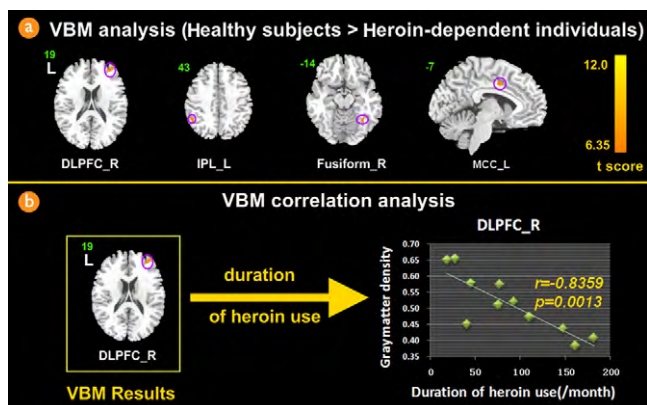 a VBM analysis (Healthy subjects > Heroin-dependent individuals)
19
L
43
-14
-7
12.0
6.35
t score
DLPFC_R
IPL_L
Fusiform_R
MCC_L
b VBM correlation analysis
19
L
DLPFC_R
VBM Results
duration
of heroin use
DLPFC_R
Graymatter density
0.70
0.65
0.60
0.55
0.50
0.45
0.40
0.35
r=-0.8359
p=0.0013
0 50 100 150 200
Duration of heroin use(/month)